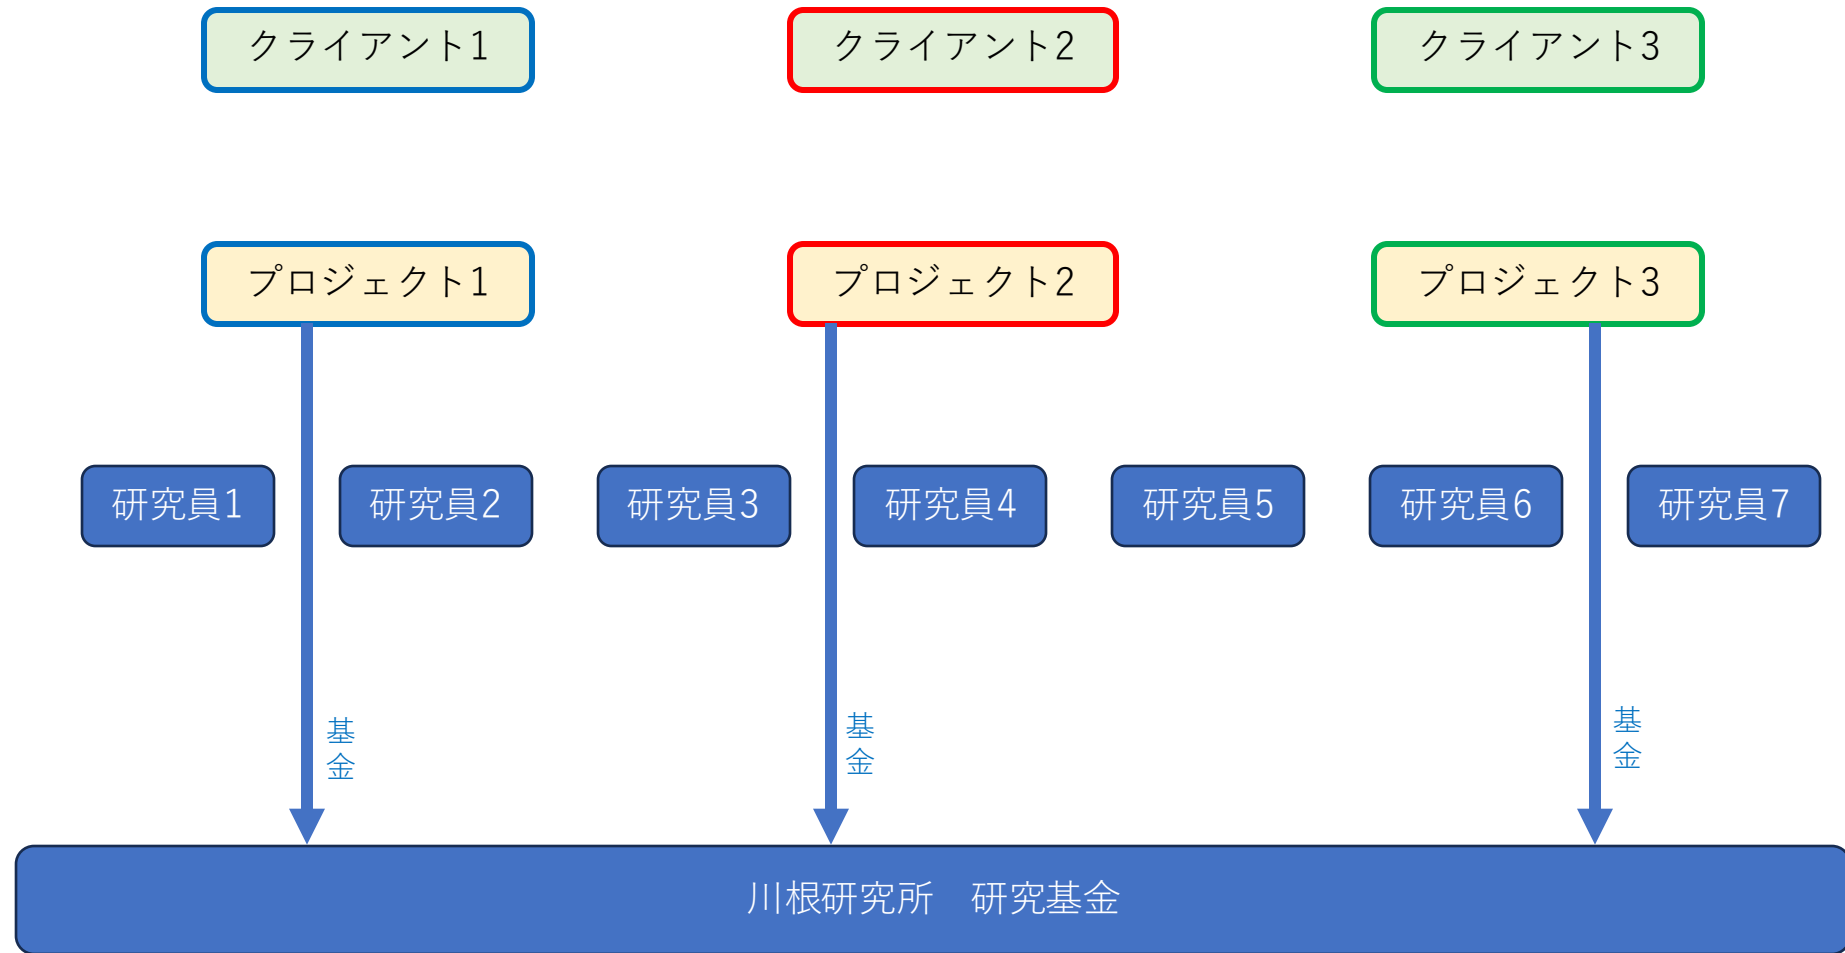 クライアント1
クライアント2
クライアント3
プロジェクト1
プロジェクト2
プロジェクト3
研究員1
研究員2
研究員3
研究員4
研究員5
研究員6
研究員7
基金
基金
基金
川根研究所　研究基金